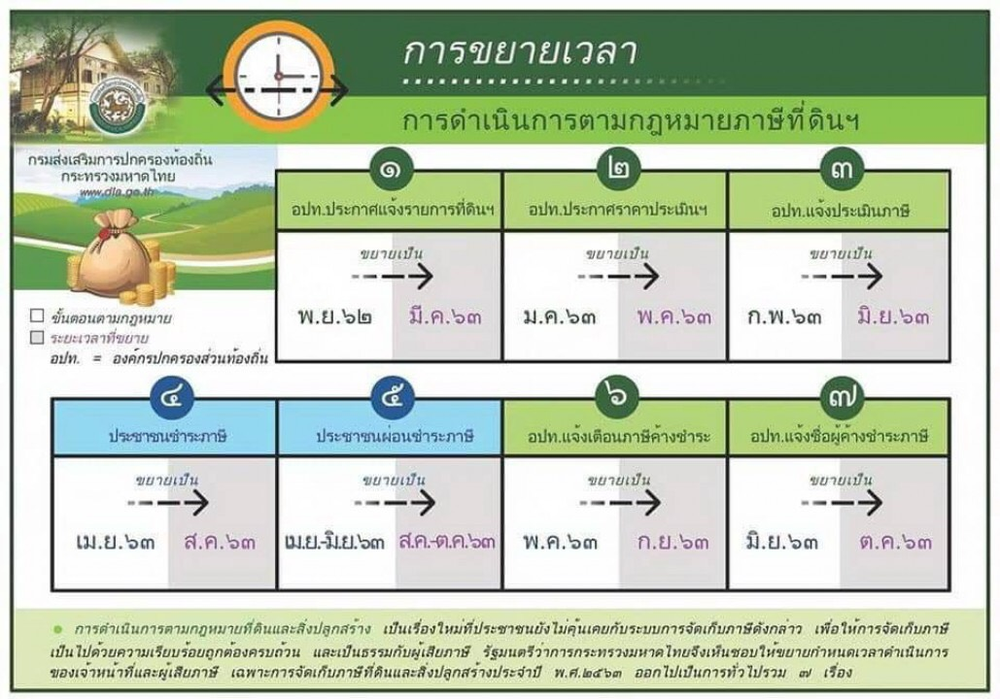 การขยายเวลา
การดำเนินการตามกฎหมายภาษีที่ดินฯ
กรมส่งเสริมการปกครองท้องถิ่น
กระทรวงมหาดไทย
www.dla.go.th
ขั้นตอนตามกฎหมาย
ระยะเวลาที่ขยาย
อปท. = องค์กรปกครองส่วนท้องถิ่น
๑
อปท.ประกาศแจ้งรายการที่ดินฯ
ขยายเป็น
พ.ย.๖๒ มี.ค.๖๓
๒
อปท.ประกาศราคาประเมินฯ
ขยายเป็น
ม.ค.๖๓ พ.ค.๖๓
๓
อปท.แจ้งประเมินภาษี
ขยายเป็น
ก.พ.๖๓ มิ.ย.๖๓
๔
ประชาชนชำระภาษี
ขยายเป็น
เม.ย.๖๓ ส.ค.๖๓
๕
ประชาชนผ่อนชำระภาษี
ขยายเป็น
เม.ย.-มิ.ย.๖๓ ส.ค.-ต.ค.๖๓
๖
อปท.แจ้งเตือนภาษีค้างชำระ
ขยายเป็น
พ.ค.๖๓ ก.ย.๖๓
๗
อปท.แจ้งชื่อผู้ค้างชำระภาษี
ขยายเป็น
มิ.ย.๖๓ ต.ค.๖๓
● การดำเนินการตามกฎหมายที่ดินและสิ่งปลูกสร้าง เป็นเรื่องใหม่ที่ประชาชนยังไม่คุ้นเคยกับระบบการจัดเก็บภาษีดังกล่าว เพื่อให้การจัดเก็บภาษี
เป็นไปด้วยความเรียบร้อยถูกต้องครบถ้วน และเป็นธรรมกับผู้เสียภาษี รัฐมนตรีว่าการกระทรวงมหาดไทยจึงเห็นชอบให้ขยายกำหนดเวลาดำเนินการ
ของเจ้าหน้าที่และผู้เสียภาษี เฉพาะการจัดเก็บภาษีที่ดินและสิ่งปลูกสร้างประจำปี พ.ศ.๒๕๖๓ ออกไปเป็นการทั่วไปรวม ๗ เรื่อง